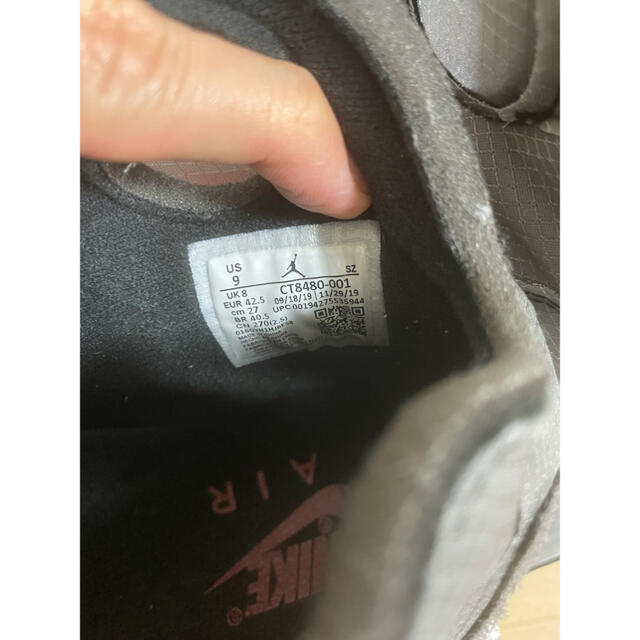 US
9
SZ
UK 8
EUR 42.5
cm 27
BR 40.5
CN 270(2.5)
CT8480-001
09/18/19 | 11/29/19
UPC 00194275535944
AIR
NIKE